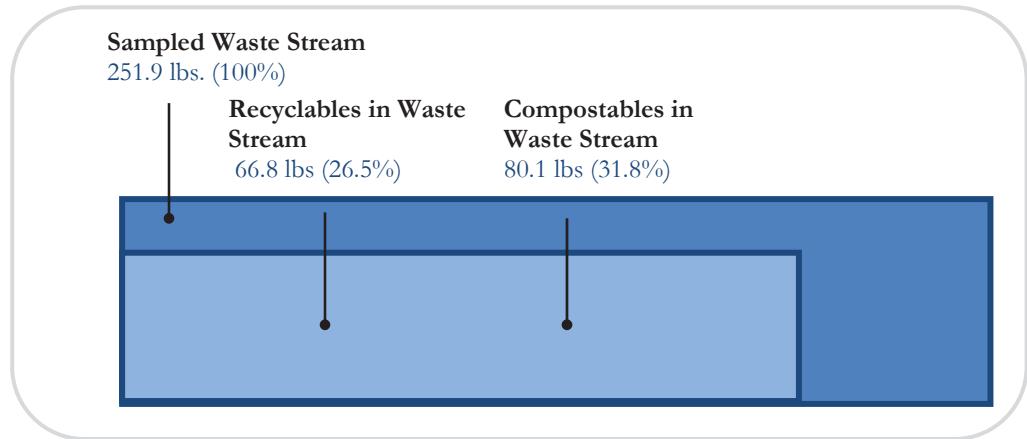 Sampled Waste Stream
251.9 lbs. (100%)
Recyclables in Waste
Stream
66.8 lbs (26.5%)
Compostables in
Waste Stream
80.1 lbs (31.8%)